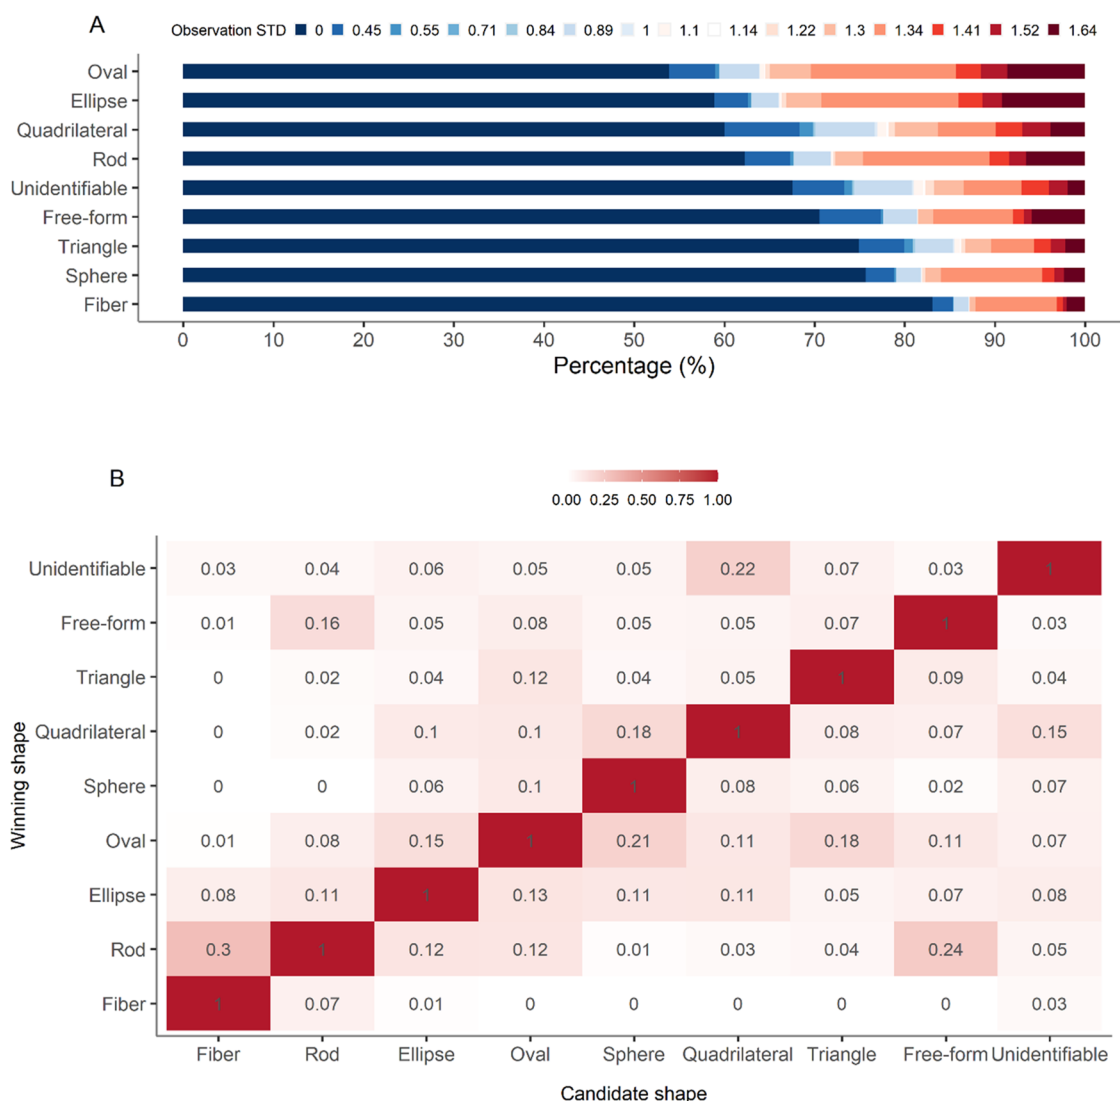 A
Observation STD 0 0.45 0.55 0.71 0.84 0.89 1 1.1 1.14 1.22 1.3 1.34 1.41 1.52 1.64
Oval
Ellipse
Quadrilateral
Rod
Unidentifiable
Free-form
Triangle
Sphere
Fiber
0 10 20 30 40 50 60 70 80 90 100
Percentage (%)
B
0.00 0.25 0.50 0.75 1.00
Winning shape
Unidentifiable 0.03 0.04 0.06 0.05 0.05 0.22 0.07 0.03 1
Free-form 0.01 0.16 0.05 0.08 0.05 0.05 0.07 1 0.03
Triangle 0 0.02 0.04 0.12 0.04 0.05 1 0.09 0.04
Quadrilateral 0 0.02 0.1 0.1 0.18 1 0.08 0.07 0.15
Sphere 0 0 0.06 0.1 1 0.08 0.06 0.02 0.07
Oval 0.01 0.08 0.15 1 0.21 0.11 0.18 0.11 0.07
Ellipse 0.08 0.11 1 0.13 0.11 0.11 0.05 0.07 0.08
Rod 0.3 1 0.12 0.12 0.01 0.03 0.04 0.24 0.05
Fiber 1 0.07 0.01 0 0 0 0 0 0.03
Fiber Rod Ellipse Oval Sphere Quadrilateral Triangle Free-form Unidentifiable
Candidate shape